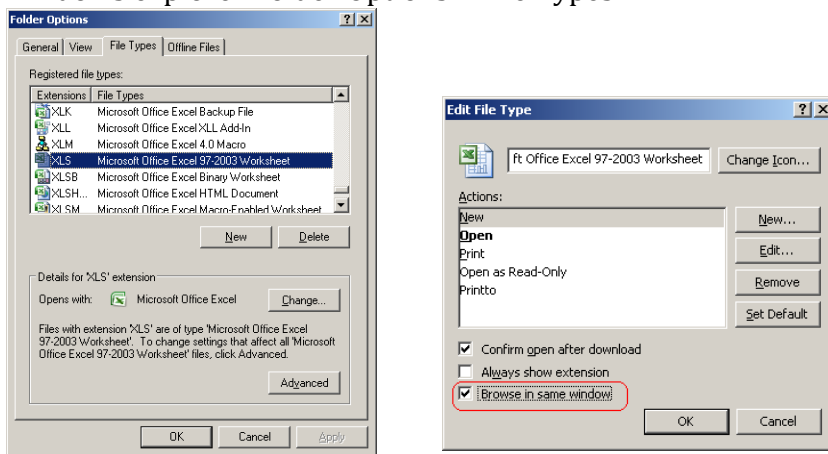 Folder Options
General View File Types Offline Files
Registered file types:
Extensions File Types
XLK Microsoft Office Excel Backup File
XLL Microsoft Office Excel XLL Add-In
XLM Microsoft Office Excel 4.0 Macro
XLS Microsoft Office Excel 97-2003 Worksheet
XLSB Microsoft Office Excel Binary Worksheet
XLSH... Microsoft Office Excel HTML Document
XLSM Microsoft Office Excel Macro-Enabled Worksheet
New Delete
Details for 'XLS' extension
Opens with: Microsoft Office Excel Change...
Files with extension 'XLS' are of type 'Microsoft Office Excel
97-2003 Worksheet'. To change settings that affect all 'Microsoft
Office Excel 97-2003 Worksheet' files, click Advanced.
Advanced
OK Cancel Apply
Edit File Type
ft Office Excel 97-2003 Worksheet Change Icon...
Actions:
New
Open
Print
Open as Read-Only
Printto
New...
Edit...
Remove
Set Default
Confirm open after download
Always show extension
Browse in same window
OK Cancel